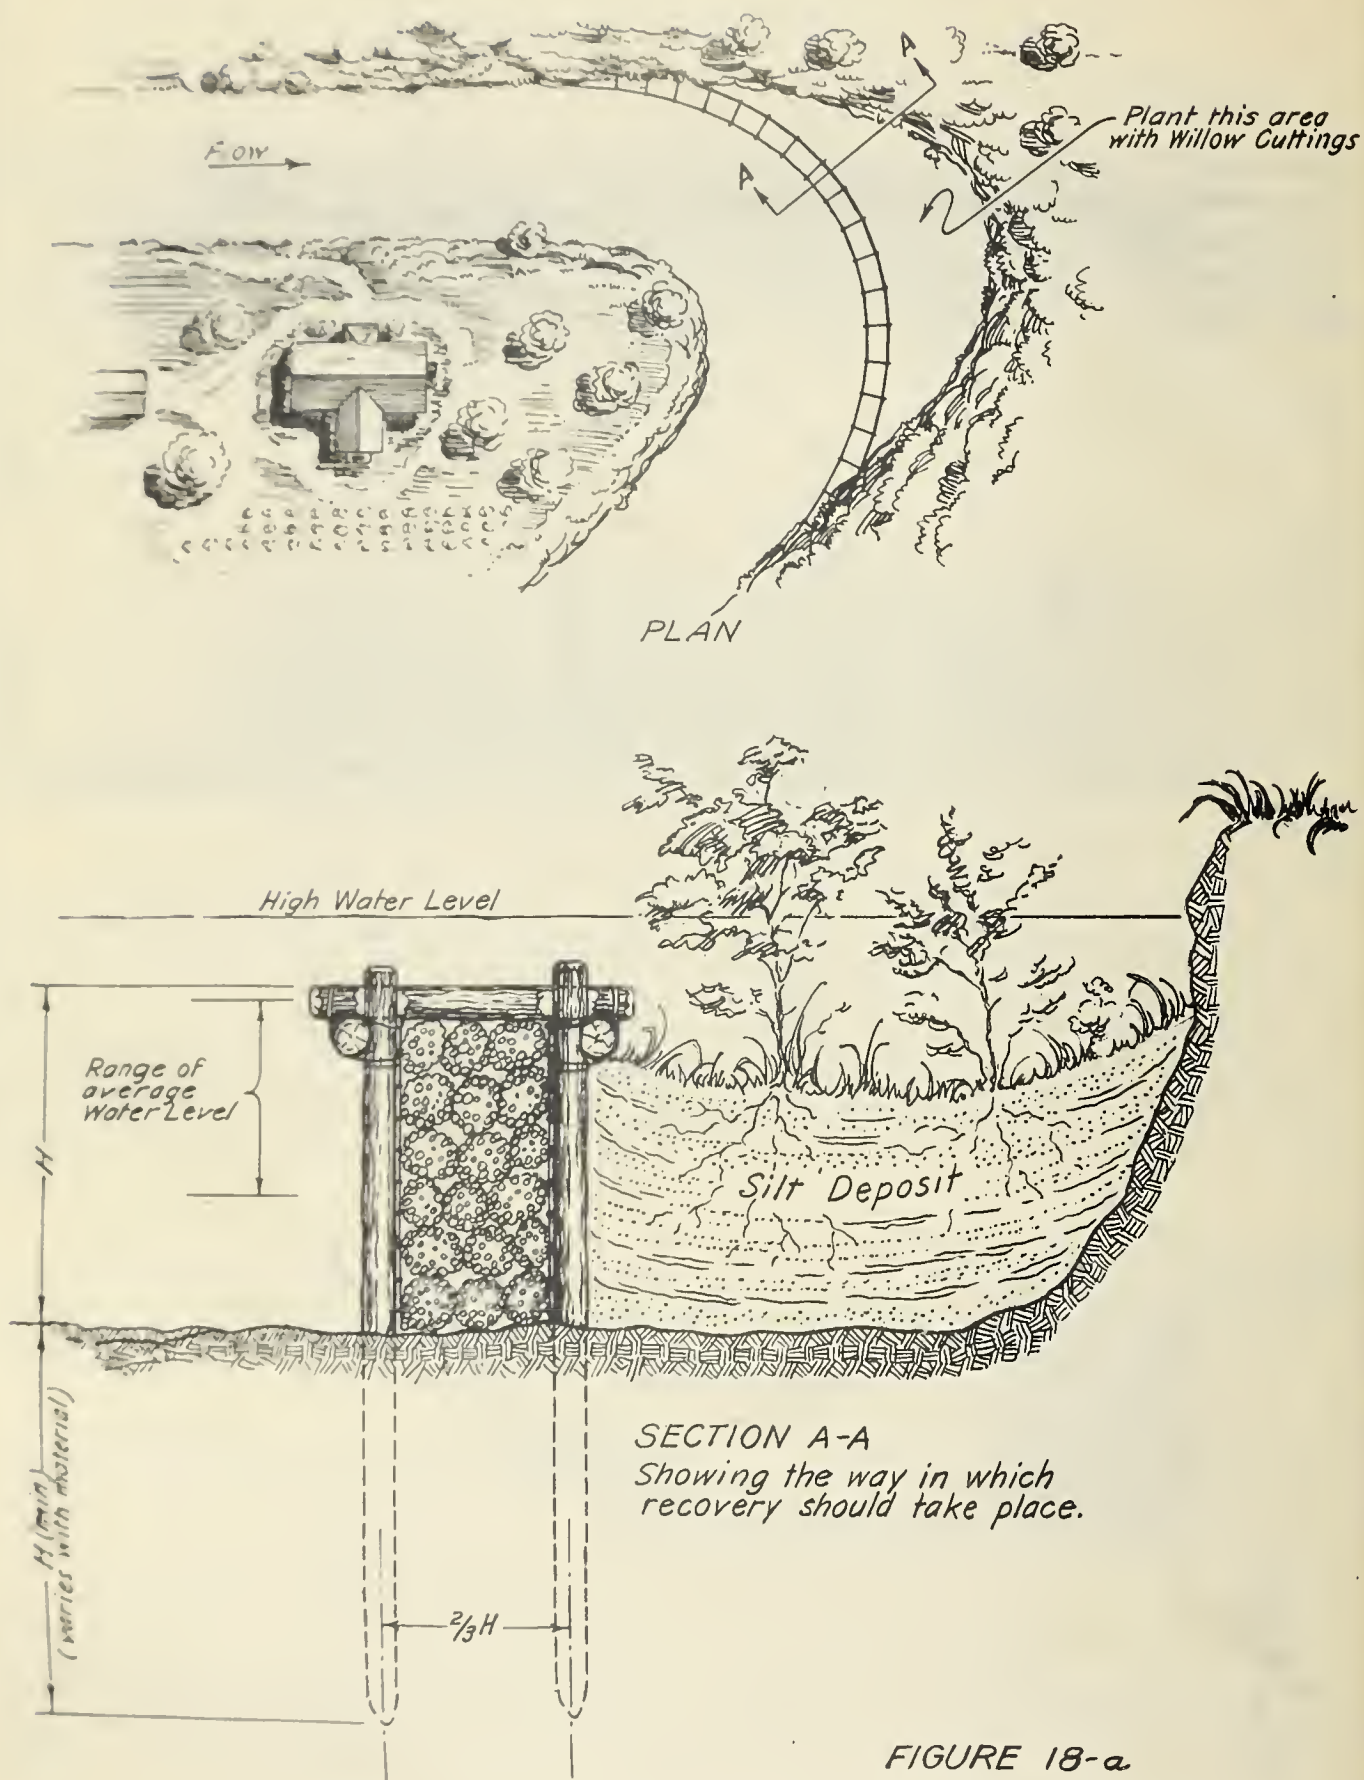 Flow
A
A
Plant this area
with Willow Cuttings
PLAN
High Water Level
Range of
average
Water Level
H
Silt Deposit
H (min)
(varies with material)
SECTION A-A
Showing the way in which
recovery should take place.
2/3 H
FIGURE 18-a